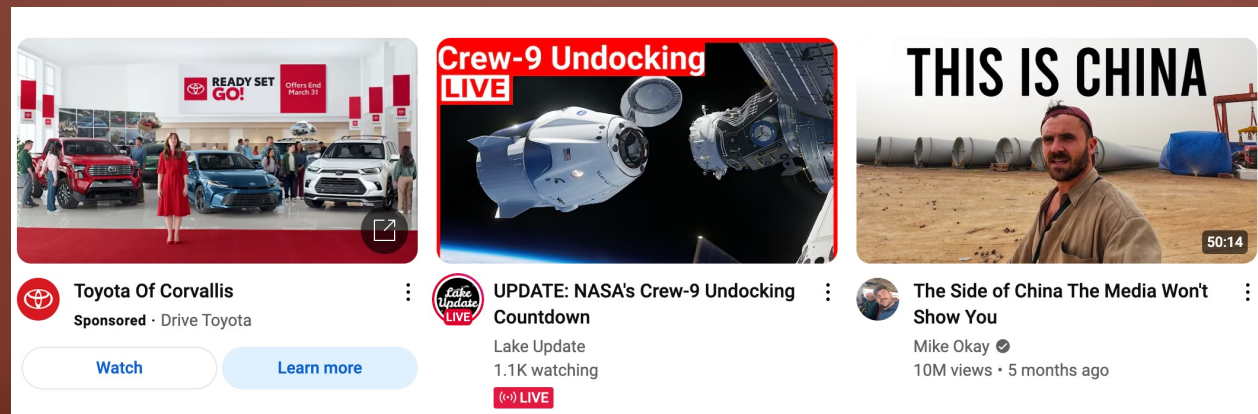 READY SET
GO!
Offers End
March 31
Toyota Of Corvallis
Sponsored · Drive Toyota
Watch
Learn more
Crew-9 Undocking
LIVE
Lake
Update
LIVE
UPDATE: NASA's Crew-9 Undocking
Countdown
Lake Update
1.1K watching
LIVE
THIS IS CHINA
50:14
The Side of China The Media Won't
Show You
Mike Okay
10M views • 5 months ago